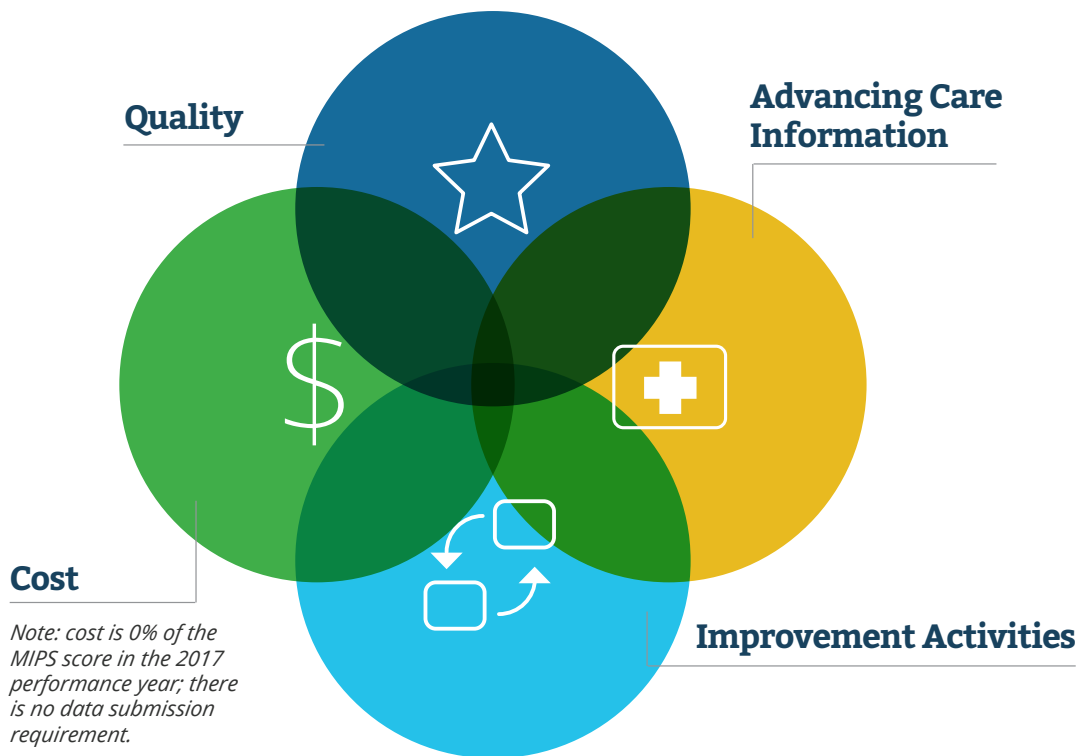 Quality
Advancing Care
Information
$
Cost
Note: cost is 0% of the
MIPS score in the 2017
performance year; there
is no data submission
requirement.
Improvement Activities